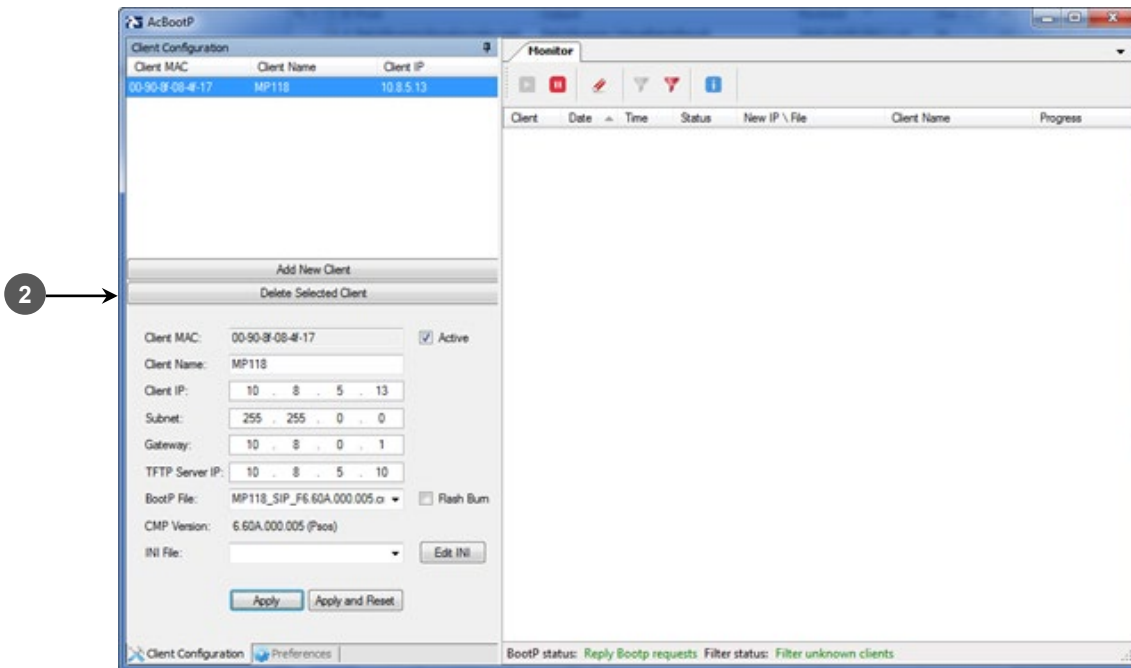 AcBootP
Client Configuration
Client MAC Client Name Client IP
00-90-8f-08-4f-17 MP118 10.8.5.13
Add New Client
2
Delete Selected Client
Client MAC: 00-90-8f-08-4f-17 Active
Client Name: MP118
Client IP: 10 . 8 . 5 . 13
Subnet: 255 . 255 . 0 . 0
Gateway: 10 . 8 . 0 . 1
TFTP Server IP: 10 . 8 . 5 . 10
BootP File: MP118_SIP_F6.60A.000.005.c Flash Burn
CMP Version: 6.60A.000.005 (Psos)
INI File: Edit INI
Apply Apply and Reset
Client Configuration Preferences
Monitor
Client Date Time Status New IP \ File Client Name Progress
BootP status: Reply Bootp requests Filter status: Filter unknown clients